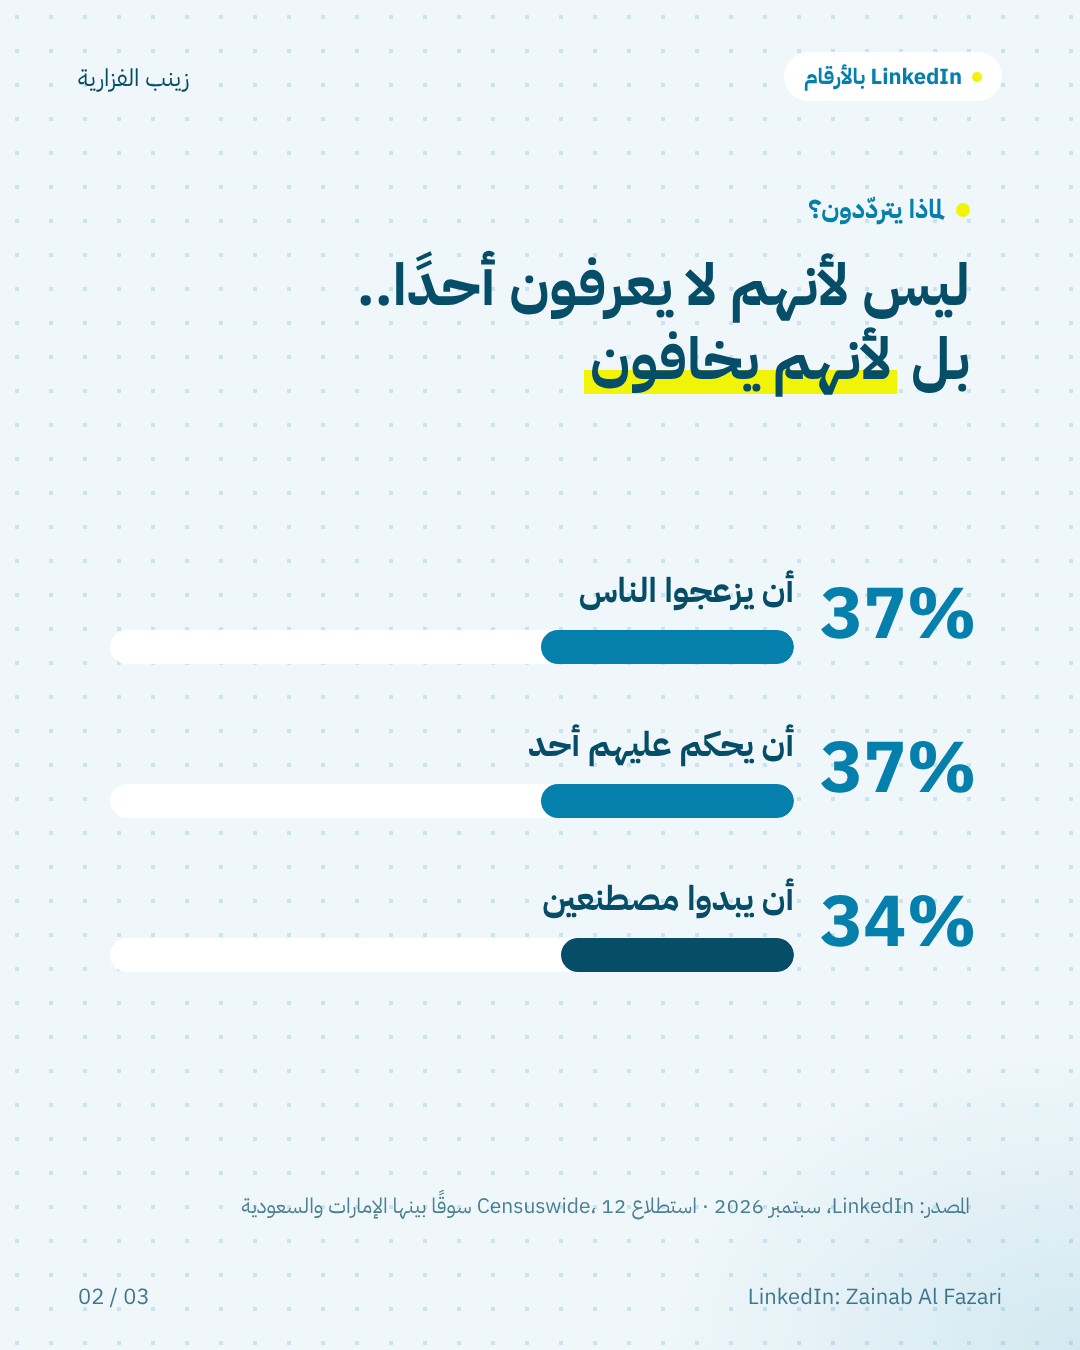 LinkedIn بالأرقام
زينب الفزارية
لماذا يتردّدون؟
ليس لأنهم لا يعرفون أحدًا..
بل لأنهم يخافون
37%
أن يزعجوا الناس
37%
أن يحكم عليهم أحد
34%
أن يبدوا مصطنعين
المصدر: LinkedIn، سبتمبر 2026 · استطلاع Censuswide، 12 سوقًا بينها الإمارات والسعودية
LinkedIn: Zainab Al Fazari
02 / 03